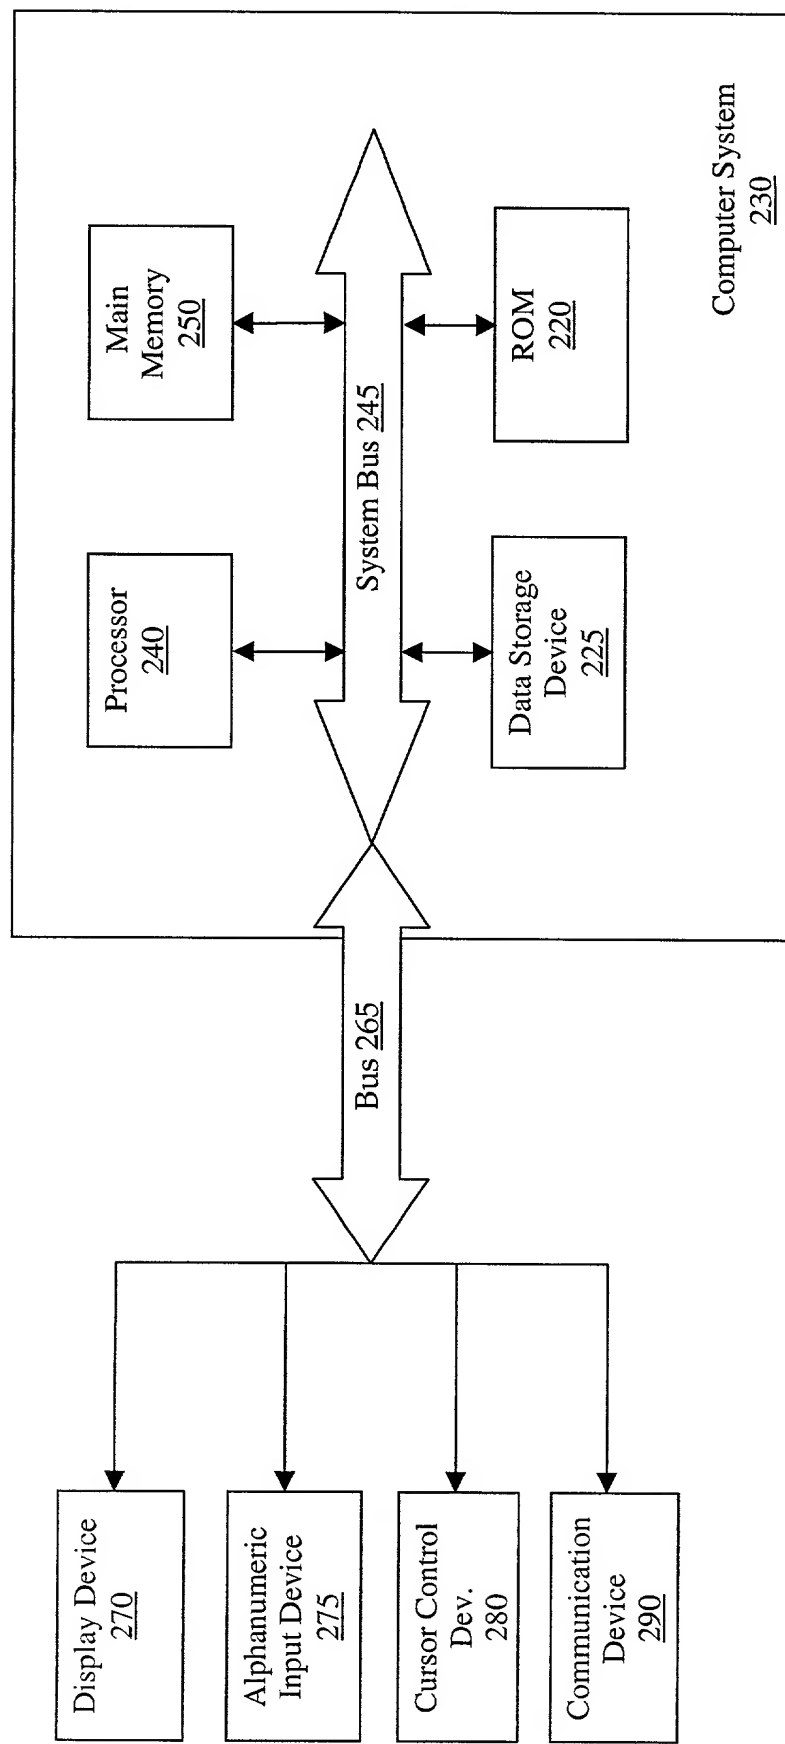 Display Device
270
Alphanumeric
Input Device
275
Cursor Control
Dev.
280
Communication
Device
290
Bus 265
Processor
240
Main
Memory
250
System Bus 245
Data Storage
Device
225
ROM
220
Computer System
230